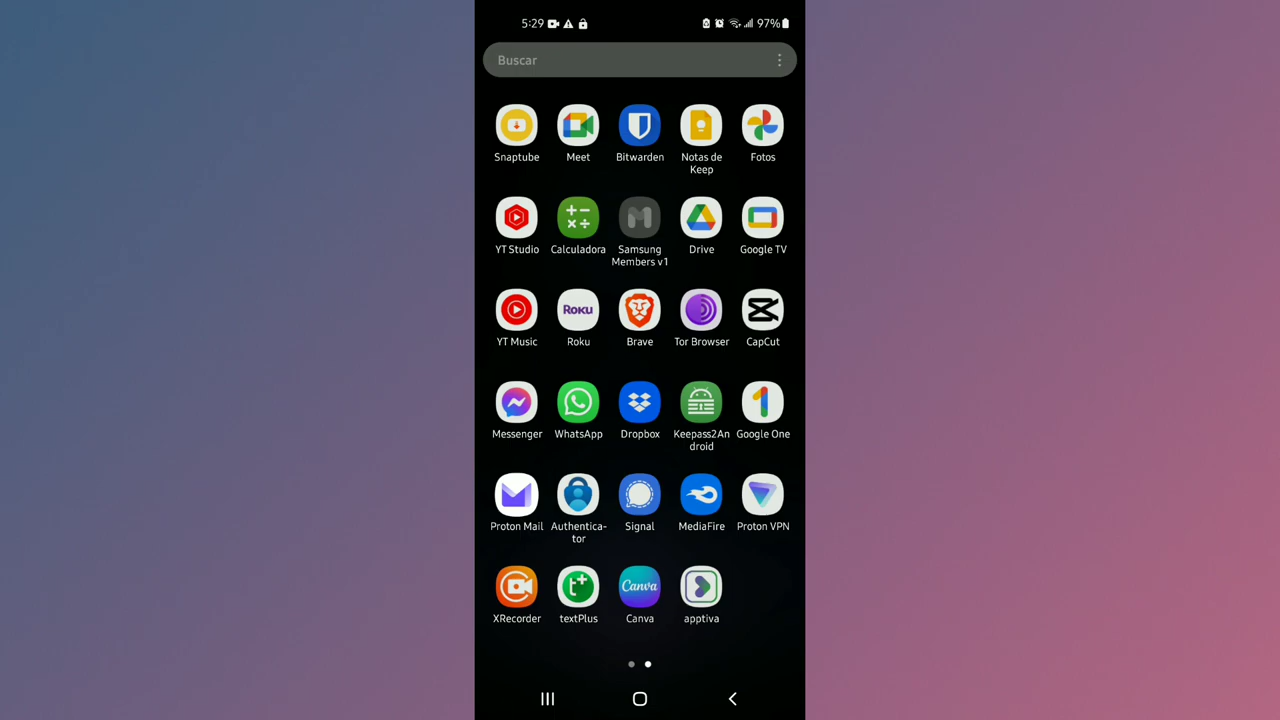 5:29
97%
Buscar
Snaptube
Meet
Bitwarden
Notas de
Keep
Fotos
YT Studio
Calculadora
Samsung
Members v1
Drive
Google TV
YT Music
Roku
Roku
Brave
Tor Browser
CapCut
Messenger
WhatsApp
Dropbox
Keepass2An
droid
Google One
Proton Mail
Authentica-
tor
Signal
MediaFire
Proton VPN
XRecorder
t+
textPlus
Canva
Canva
apptiva